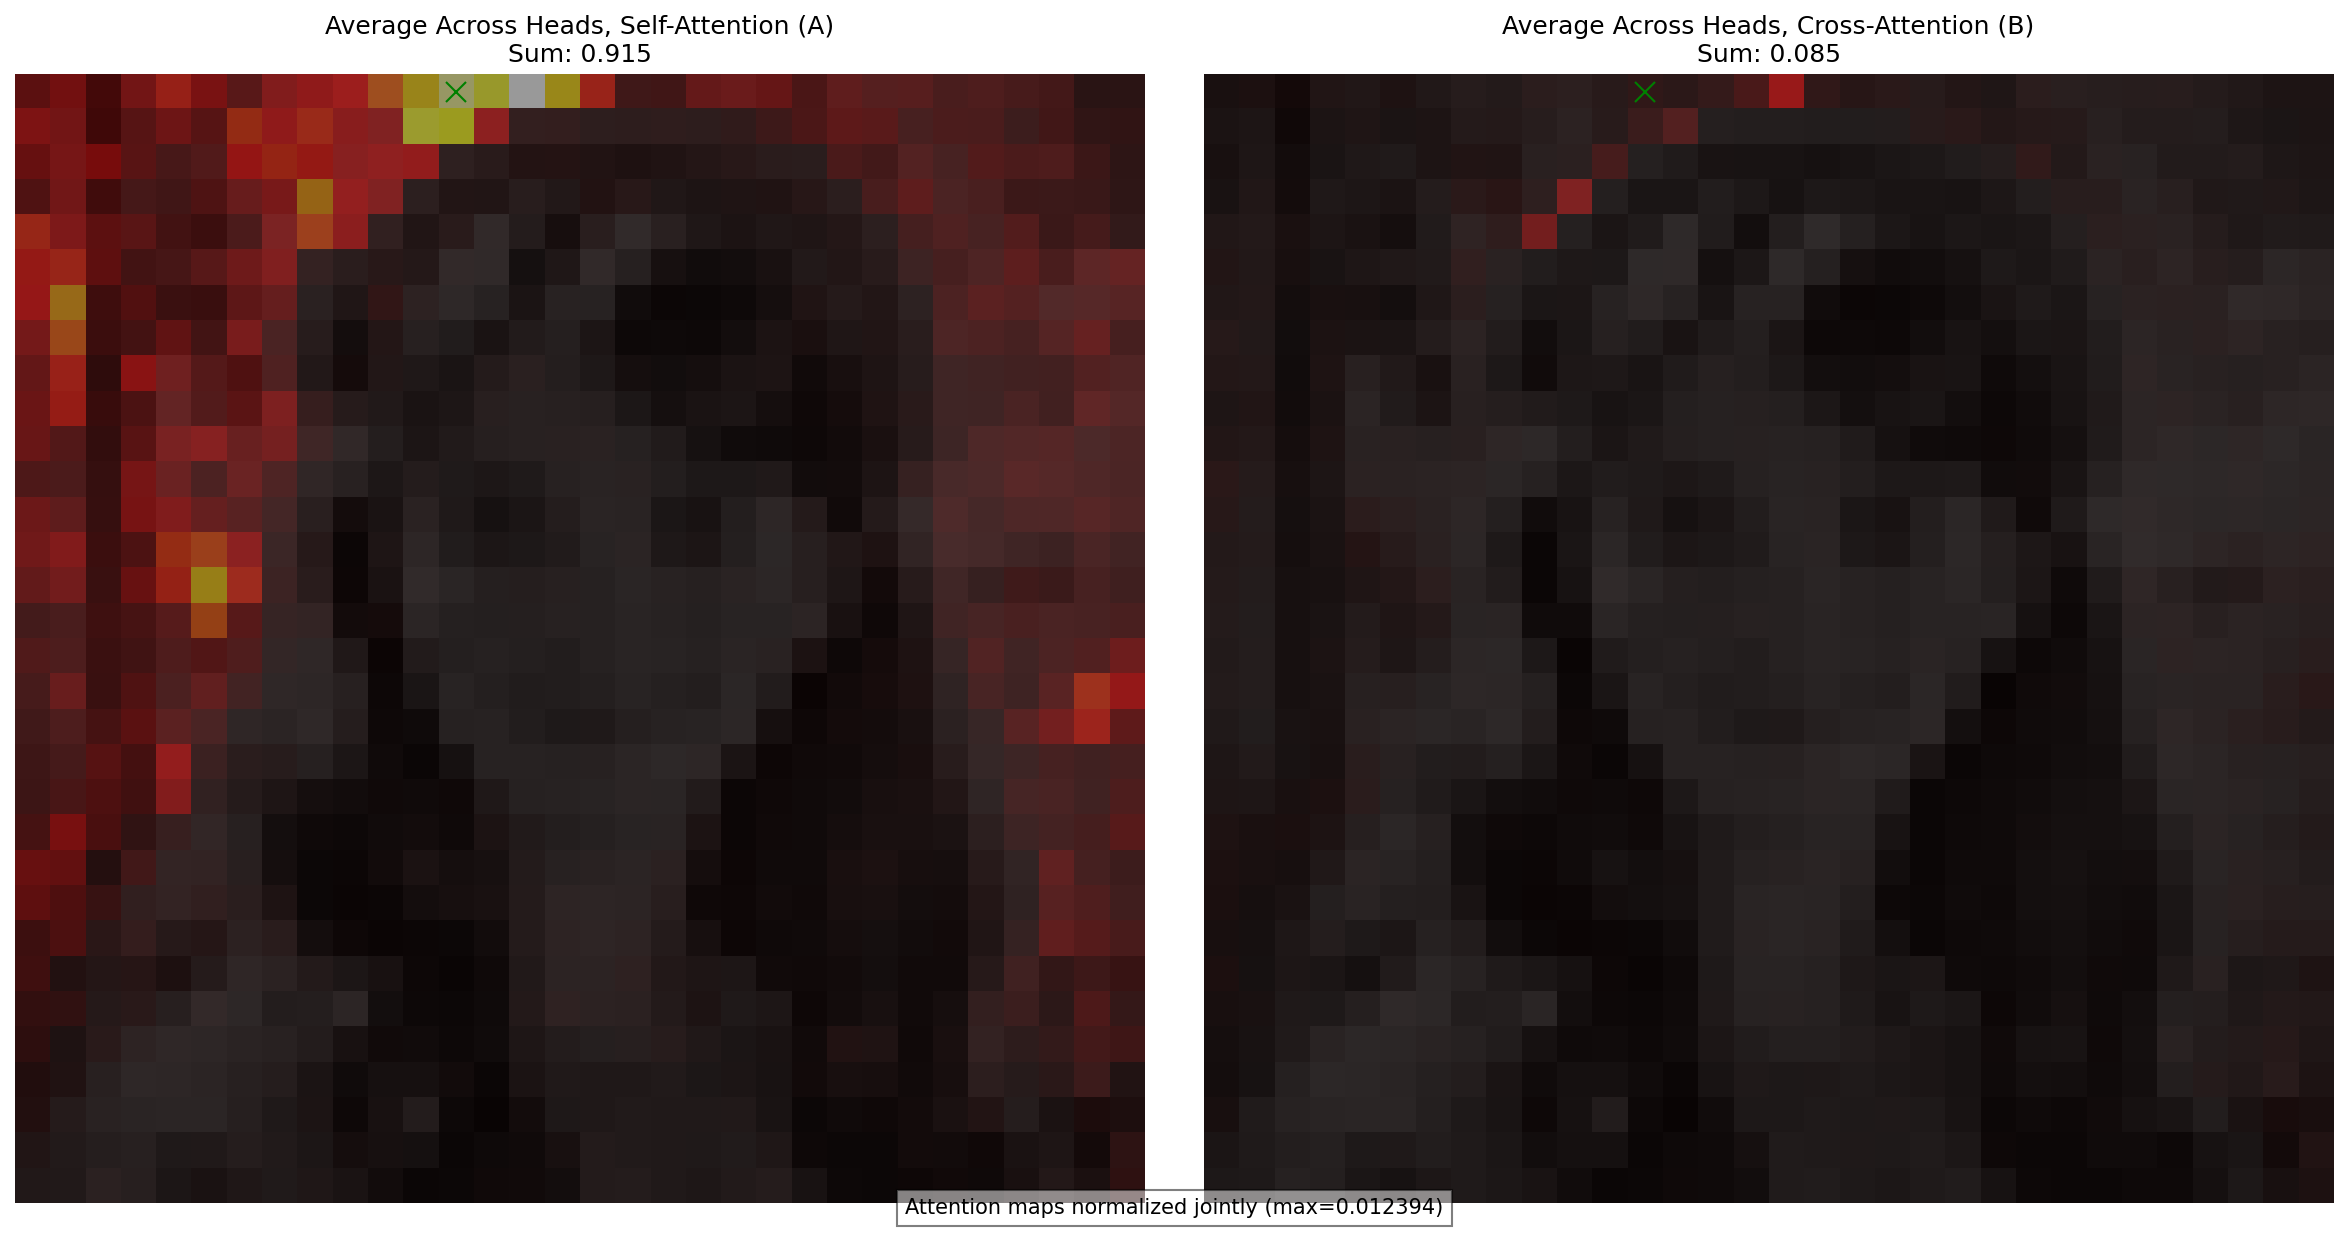 Average Across Heads, Self-Attention (A)
Sum: 0.915
Average Across Heads, Cross-Attention (B)
Sum: 0.085
Attention maps normalized jointly (max=0.012394)